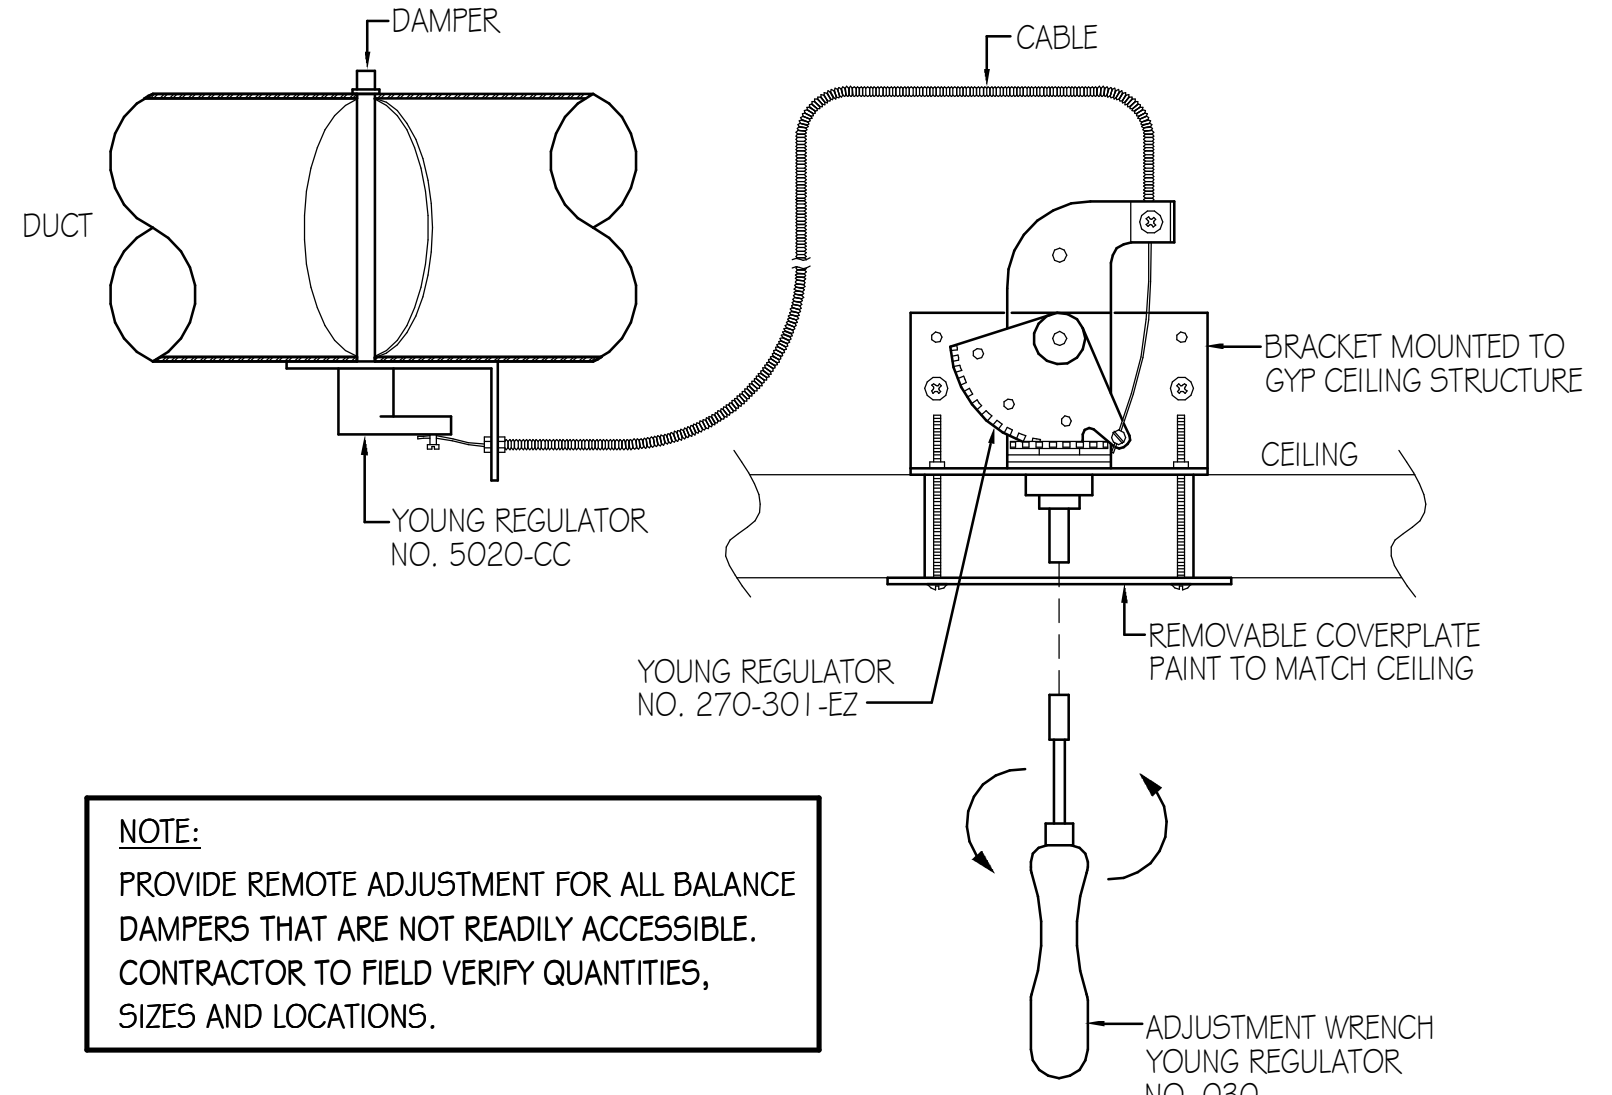 DAMPER
CABLE
DUCT
BRACKET MOUNTED TO
GYP CEILING STRUCTURE
CEILING
YOUNG REGULATOR
NO. 5020-CC
REMOVABLE COVERPLATE
PAINT TO MATCH CEILING
YOUNG REGULATOR
NO. 270-301-EZ
NOTE:
PROVIDE REMOTE ADJUSTMENT FOR ALL BALANCE
DAMPERS THAT ARE NOT READILY ACCESSIBLE.
CONTRACTOR TO FIELD VERIFY QUANTITIES,
SIZES AND LOCATIONS.
ADJUSTMENT WRENCH
YOUNG REGULATOR
NO. 030